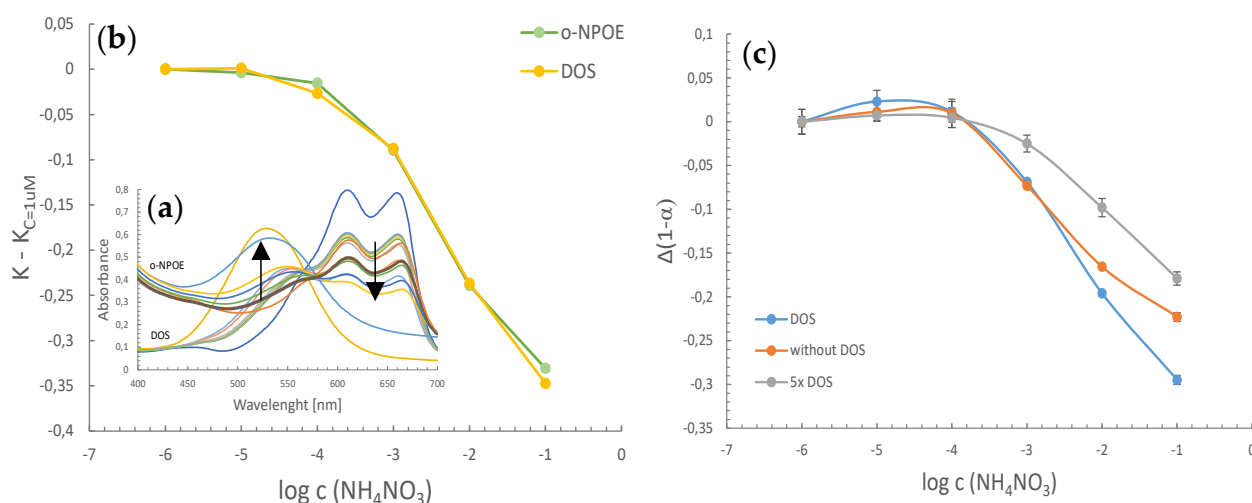 (b)
o-NPOE
DOS
0,05
0
-0,05
-0,1
-0,15
-0,2
-0,25
-0,3
-0,35
-0,4
K - K_C=1uM
-7 -6 -5 -4 -3 -2 -1 0
log c (NH₄NO₃)
(a)
0,8
0,7
0,6
0,5
0,4
0,3
0,2
0,1
0
Absorbance
o-NPOE
DOS
400 450 500 550 600 650 700
Wavelenght [nm]
(c)
0,1
0,05
0
-0,05
-0,1
-0,15
-0,2
-0,25
-0,3
-0,35
Δ(1-α)
DOS
without DOS
5x DOS
-7 -6 -5 -4 -3 -2 -1 0
log c (NH₄NO₃)